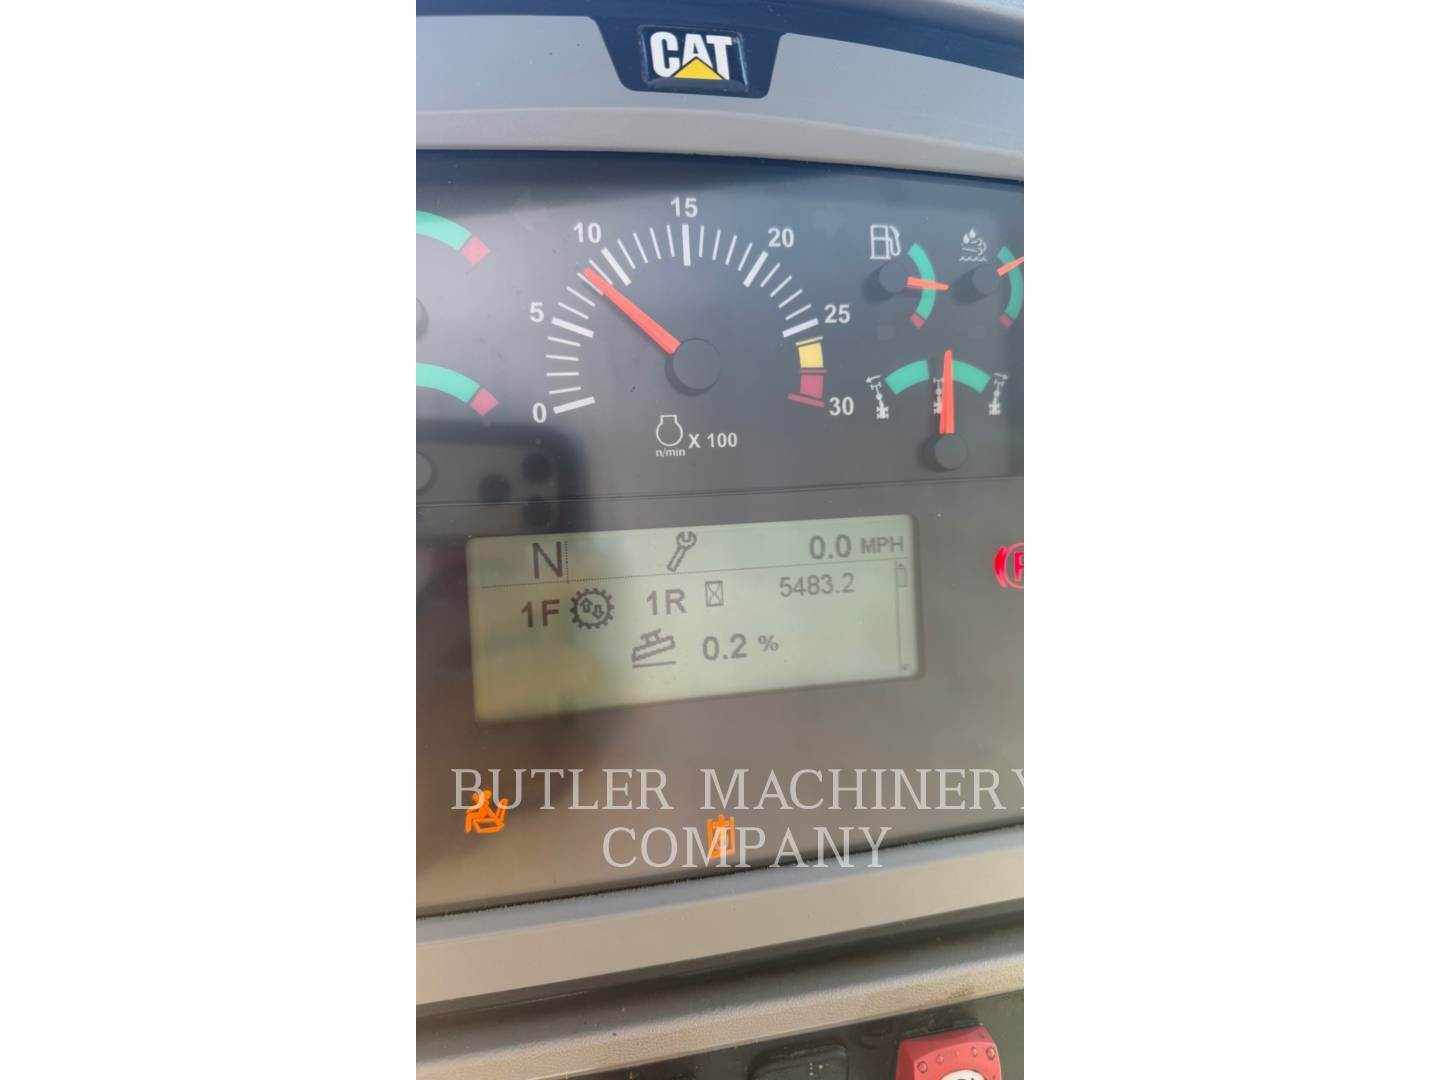 CAT
0 5 10 15 20 25 30
n/min X 100
N 0.0 MPH
1F 1R 5483.2
0.2 %
P
BUTLER MACHINERY
COMPANY